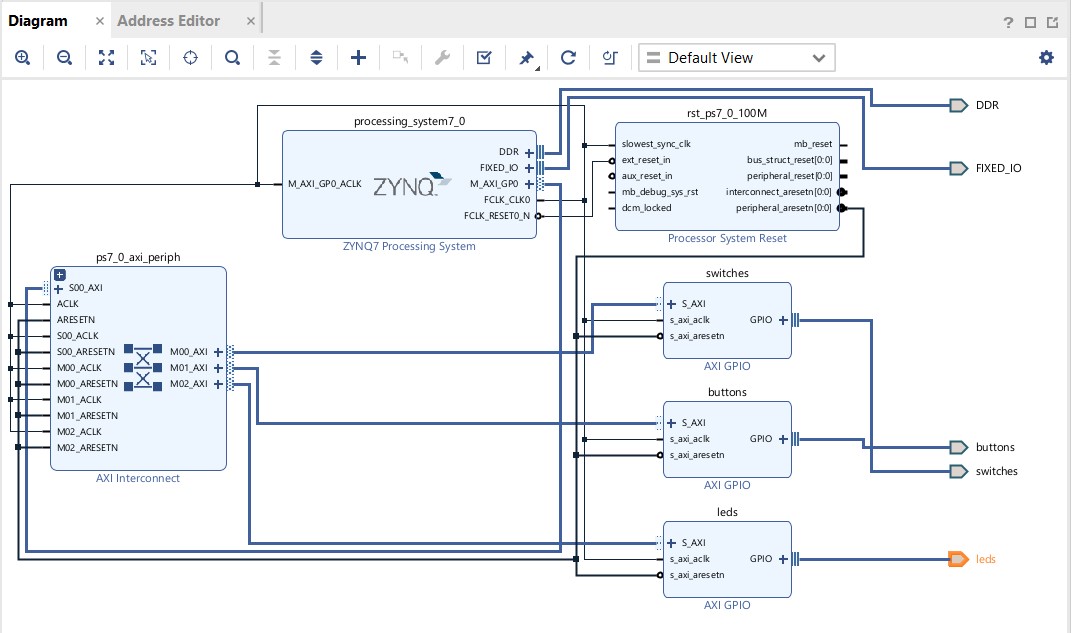 Diagram
Address Editor
Default View
processing_system7_0
M_AXI_GP0_ACLK
ZYNQ
DDR
FIXED_IO
M_AXI_GP0
FCLK_CLK0
FCLK_RESET0_N
ZYNQ7 Processing System
rst_ps7_0_100M
slowest_sync_clk
ext_reset_in
aux_reset_in
mb_debug_sys_rst
dcm_locked
mb_reset
bus_struct_reset[0:0]
peripheral_reset[0:0]
interconnect_aresetn[0:0]
peripheral_aresetn[0:0]
Processor System Reset
DDR
FIXED_IO
ps7_0_axi_periph
S00_AXI
ACLK
ARESETN
S00_ACLK
S00_ARESETN
M00_ACLK
M00_ARESETN
M01_ACLK
M01_ARESETN
M02_ACLK
M02_ARESETN
M00_AXI
M01_AXI
M02_AXI
AXI Interconnect
switches
S_AXI
s_axi_aclk
s_axi_aresetn
GPIO
AXI GPIO
buttons
S_AXI
s_axi_aclk
s_axi_aresetn
GPIO
AXI GPIO
buttons
switches
leds
S_AXI
s_axi_aclk
s_axi_aresetn
GPIO
AXI GPIO
leds